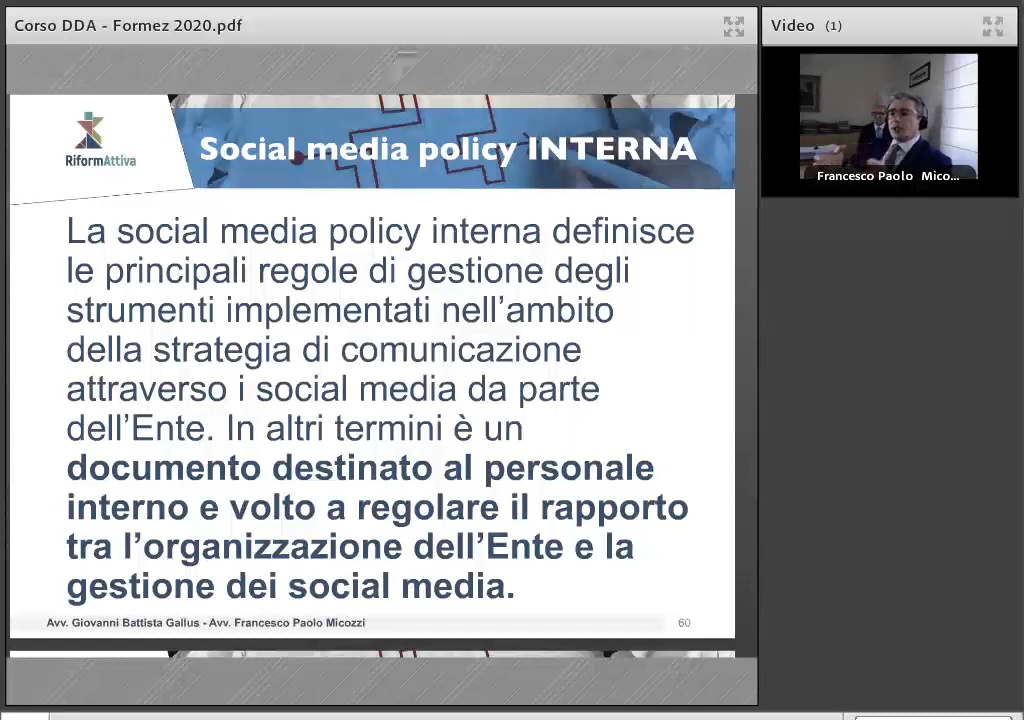 Corso DDA - Formez 2020.pdf
Video (1)
RiformAttiva
Social media policy INTERNA
Francesco Paolo Mico...
La social media policy interna definisce
le principali regole di gestione degli
strumenti implementati nell’ambito
della strategia di comunicazione
attraverso i social media da parte
dell’Ente. In altri termini è un
documento destinato al personale
interno e volto a regolare il rapporto
tra l’organizzazione dell’Ente e la
gestione dei social media.
Avv. Giovanni Battista Gallus - Avv. Francesco Paolo Micozzi
60